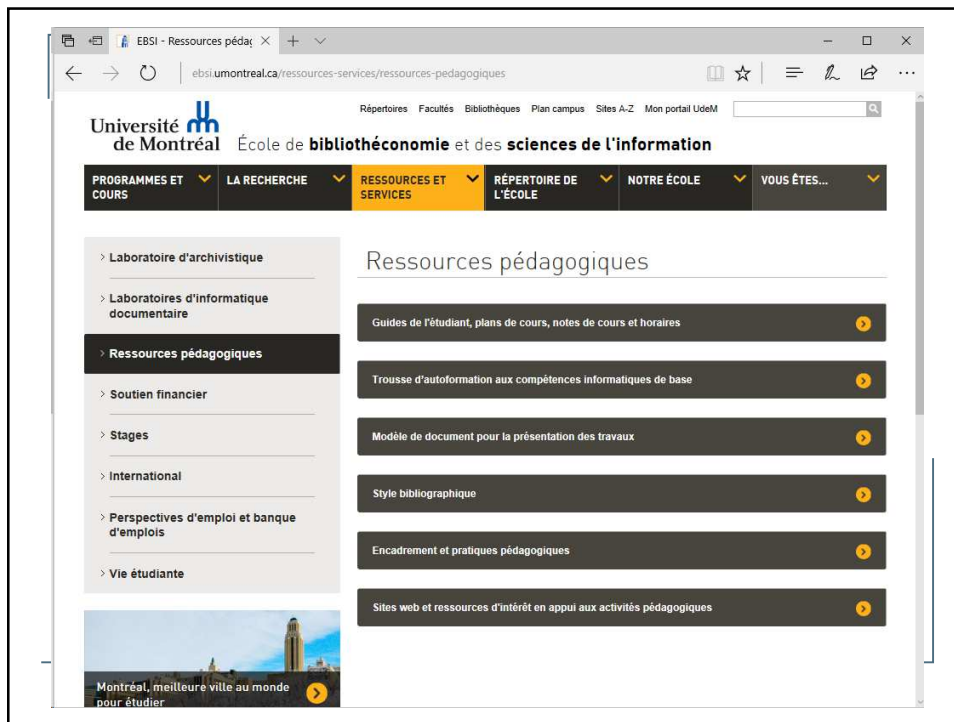 EBSI - Ressources pédag
ebsi.umontreal.ca/ressources-services/ressources-pedagogiques
Répertoires Facultés Bibliothèques Plan campus Sites A-Z Mon portail UdeM
Université
de Montréal
École de bibliothéconomie et des sciences de l'information
PROGRAMMES ET
COURS
LA RECHERCHE
RESSOURCES ET
SERVICES
RÉPERTOIRE DE
L'ÉCOLE
NOTRE ÉCOLE
VOUS ÊTES...
Laboratoire d'archivistique
Laboratoires d'informatique
documentaire
Ressources pédagogiques
Soutien financier
Stages
International
Perspectives d'emploi et banque
d'emplois
Vie étudiante
Montréal, meilleure ville au monde
pour étudier
Ressources pédagogiques
Guides de l'étudiant, plans de cours, notes de cours et horaires
Trousse d'autoformation aux compétences informatiques de base
Modèle de document pour la présentation des travaux
Style bibliographique
Encadrement et pratiques pédagogiques
Sites web et ressources d'intérêt en appui aux activités pédagogiques